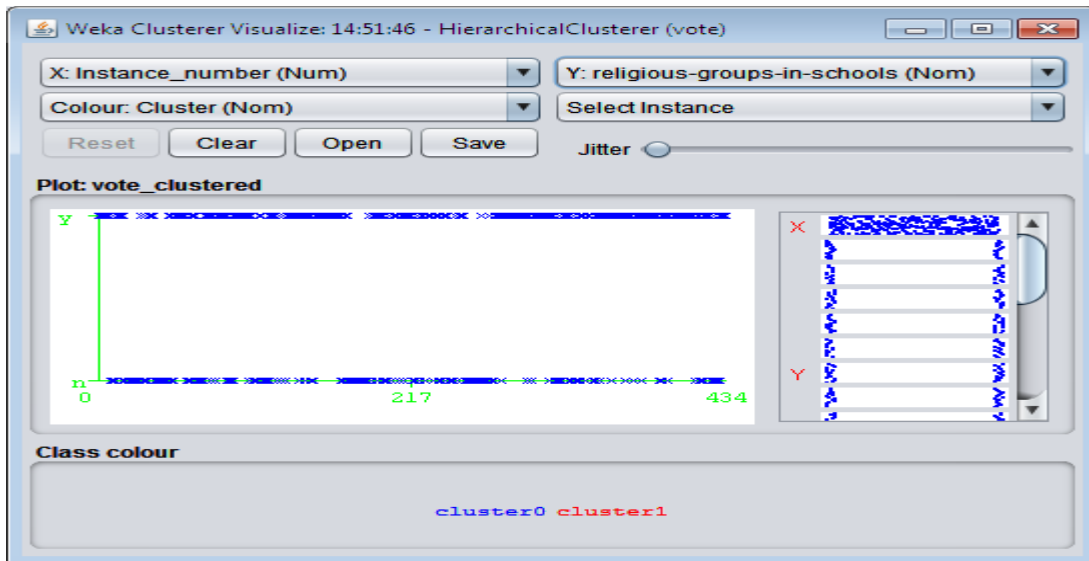 Weka Clusterer Visualize: 14:51:46 - HierarchicalClusterer (vote)
X: Instance_number (Num) Y: religious-groups-in-schools (Nom)
Colour: Cluster (Nom) Select Instance
Reset Clear Open Save Jitter
Plot: vote_clustered
y
n
0 217 434
X
Y
Class colour
cluster0 cluster1